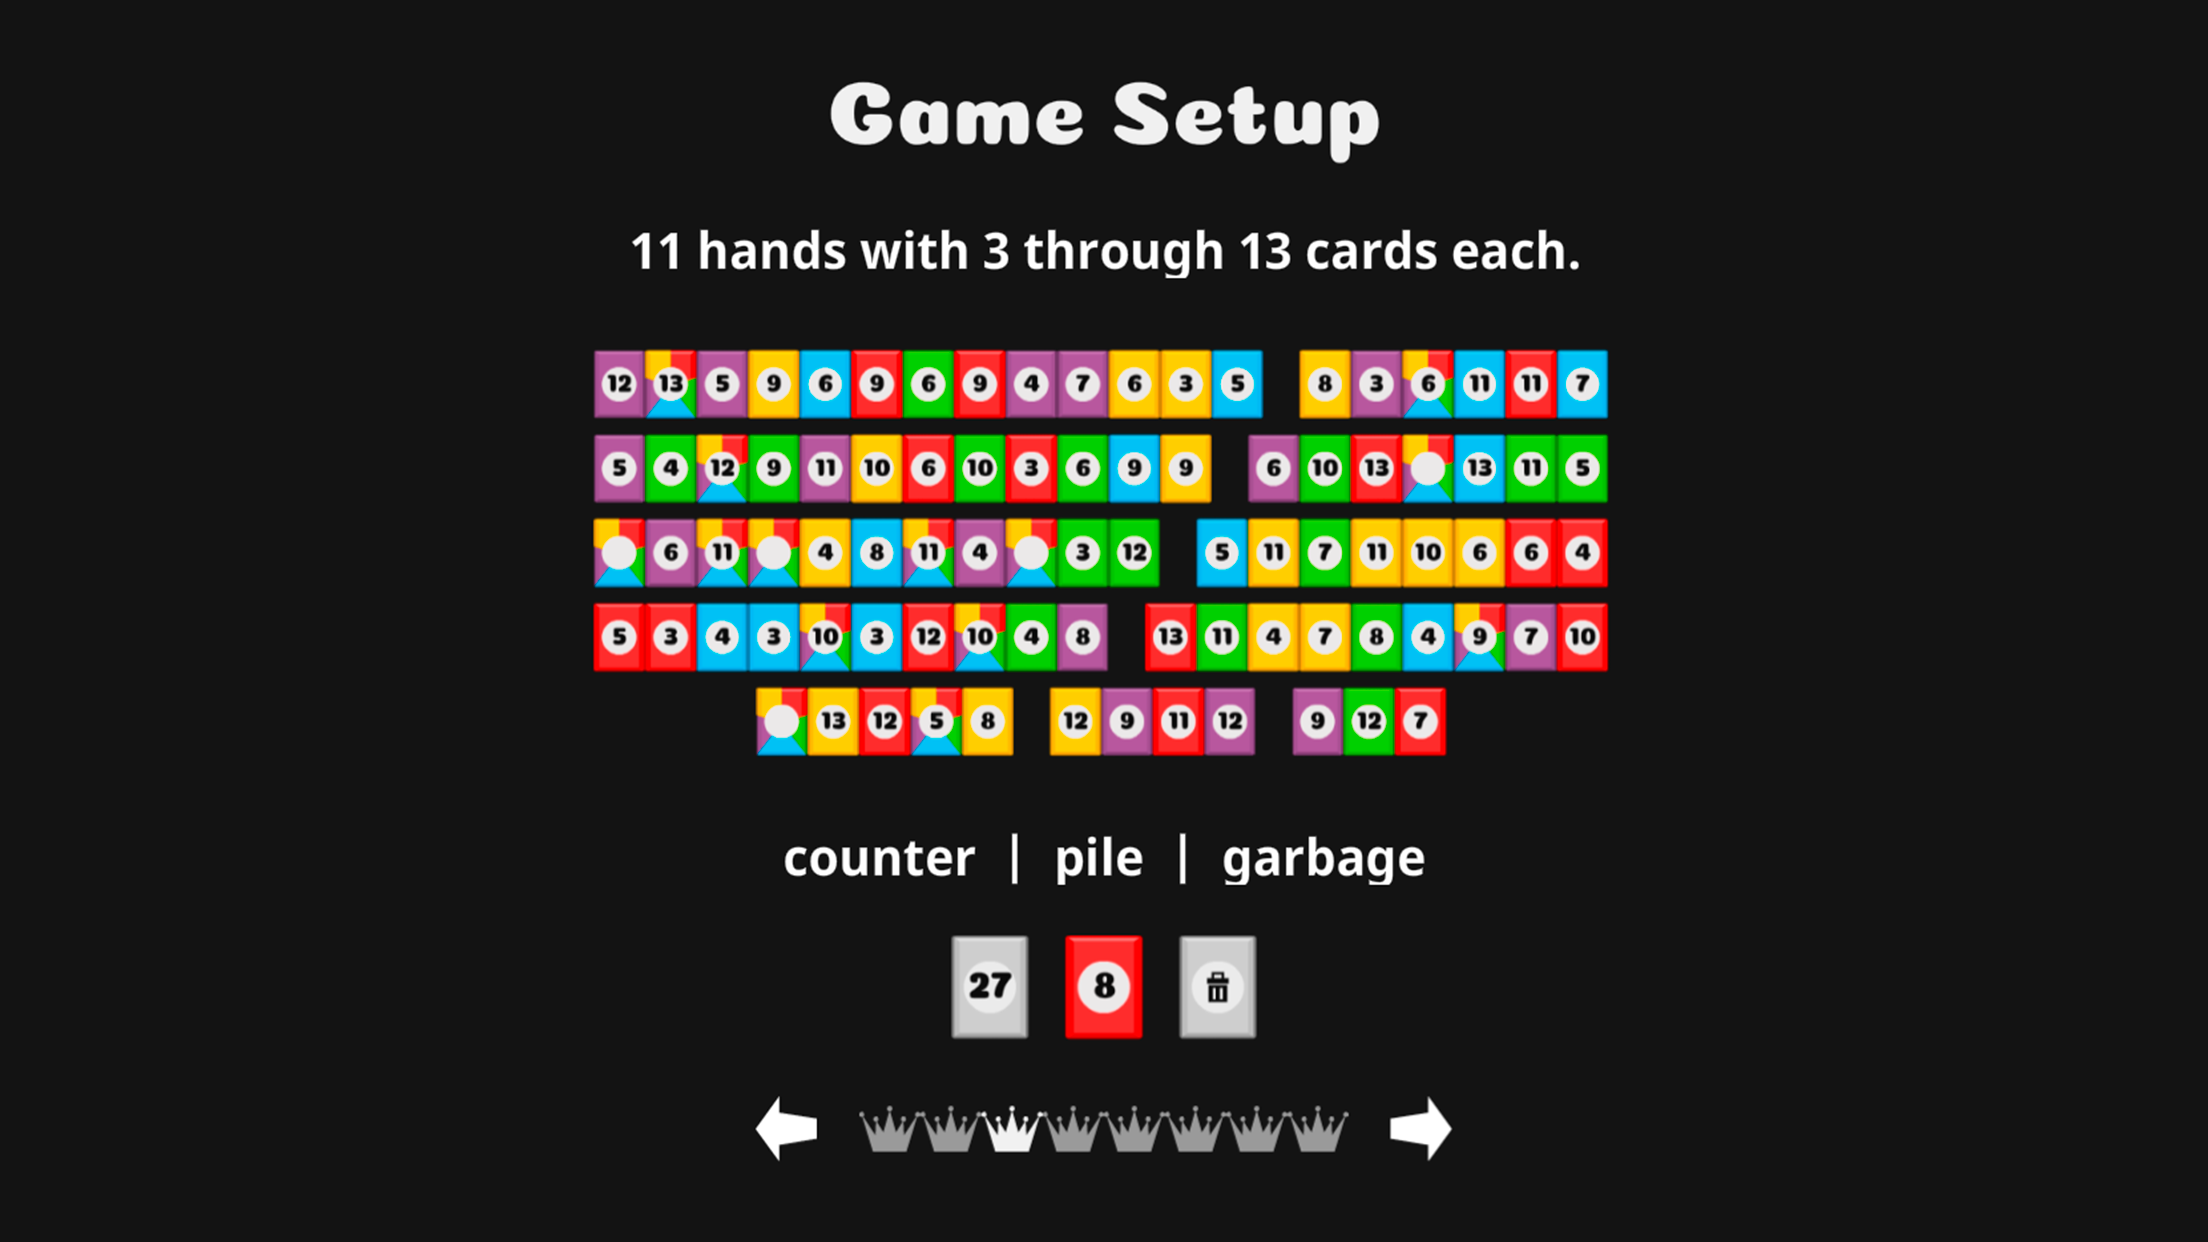 Game Setup
11 hands with 3 through 13 cards each.
12 13 5 9 6 9 6 9 4 7 6 3 5 8 3 6 11 11 7
5 4 12 9 11 10 6 10 3 6 9 9 6 10 13 13 11 5
6 11 4 8 11 4 3 12 5 11 7 11 10 6 6 4
5 3 4 3 10 3 12 10 4 8 13 11 4 7 8 4 9 7 10
13 12 5 8 12 9 11 12 9 12 7
counter | pile | garbage
27 8